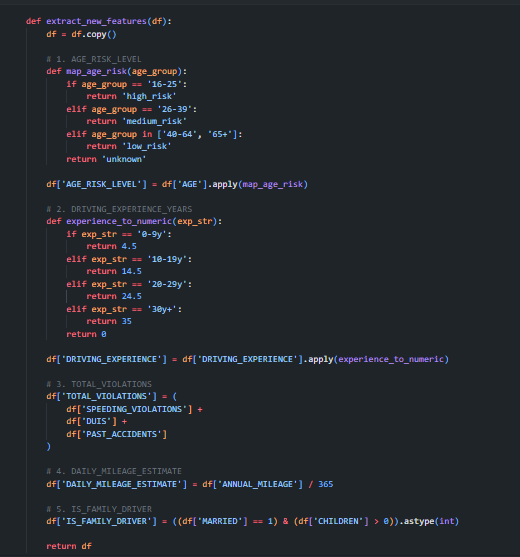 def extract_new_features(df):
    df = df.copy()

    # 1. AGE_RISK_LEVEL
    def map_age_risk(age_group):
        if age_group == '16-25':
            return 'high_risk'
        elif age_group == '26-39':
            return 'medium_risk'
        elif age_group in ['40-64', '65+']:
            return 'low_risk'
        return 'unknown'

    df['AGE_RISK_LEVEL'] = df['AGE'].apply(map_age_risk)

    # 2. DRIVING_EXPERIENCE_YEARS
    def experience_to_numeric(exp_str):
        if exp_str == '0-9y':
            return 4.5
        elif exp_str == '10-19y':
            return 14.5
        elif exp_str == '20-29y':
            return 24.5
        elif exp_str == '30y+':
            return 35
        return 0

    df['DRIVING_EXPERIENCE'] = df['DRIVING_EXPERIENCE'].apply(experience_to_numeric)

    # 3. TOTAL_VIOLATIONS
    df['TOTAL_VIOLATIONS'] = (
        df['SPEEDING_VIOLATIONS'] +
        df['DUIS'] +
        df['PAST_ACCIDENTS']
    )

    # 4. DAILY_MILEAGE_ESTIMATE
    df['DAILY_MILEAGE_ESTIMATE'] = df['ANNUAL_MILEAGE'] / 365

    # 5. IS_FAMILY_DRIVER
    df['IS_FAMILY_DRIVER'] = ((df['MARRIED'] == 1) & (df['CHILDREN'] > 0)).astype(int)

    return df